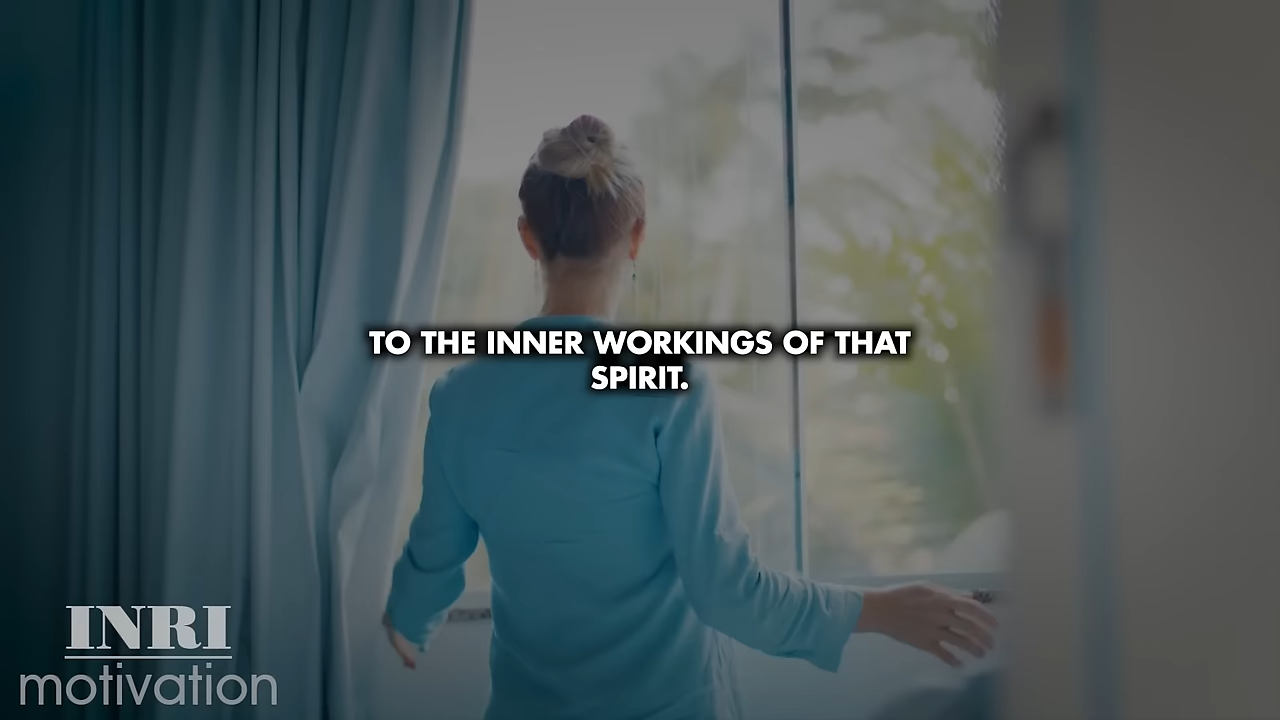 TO THE INNER WORKINGS OF THAT
SPIRIT.
INRI
motivation